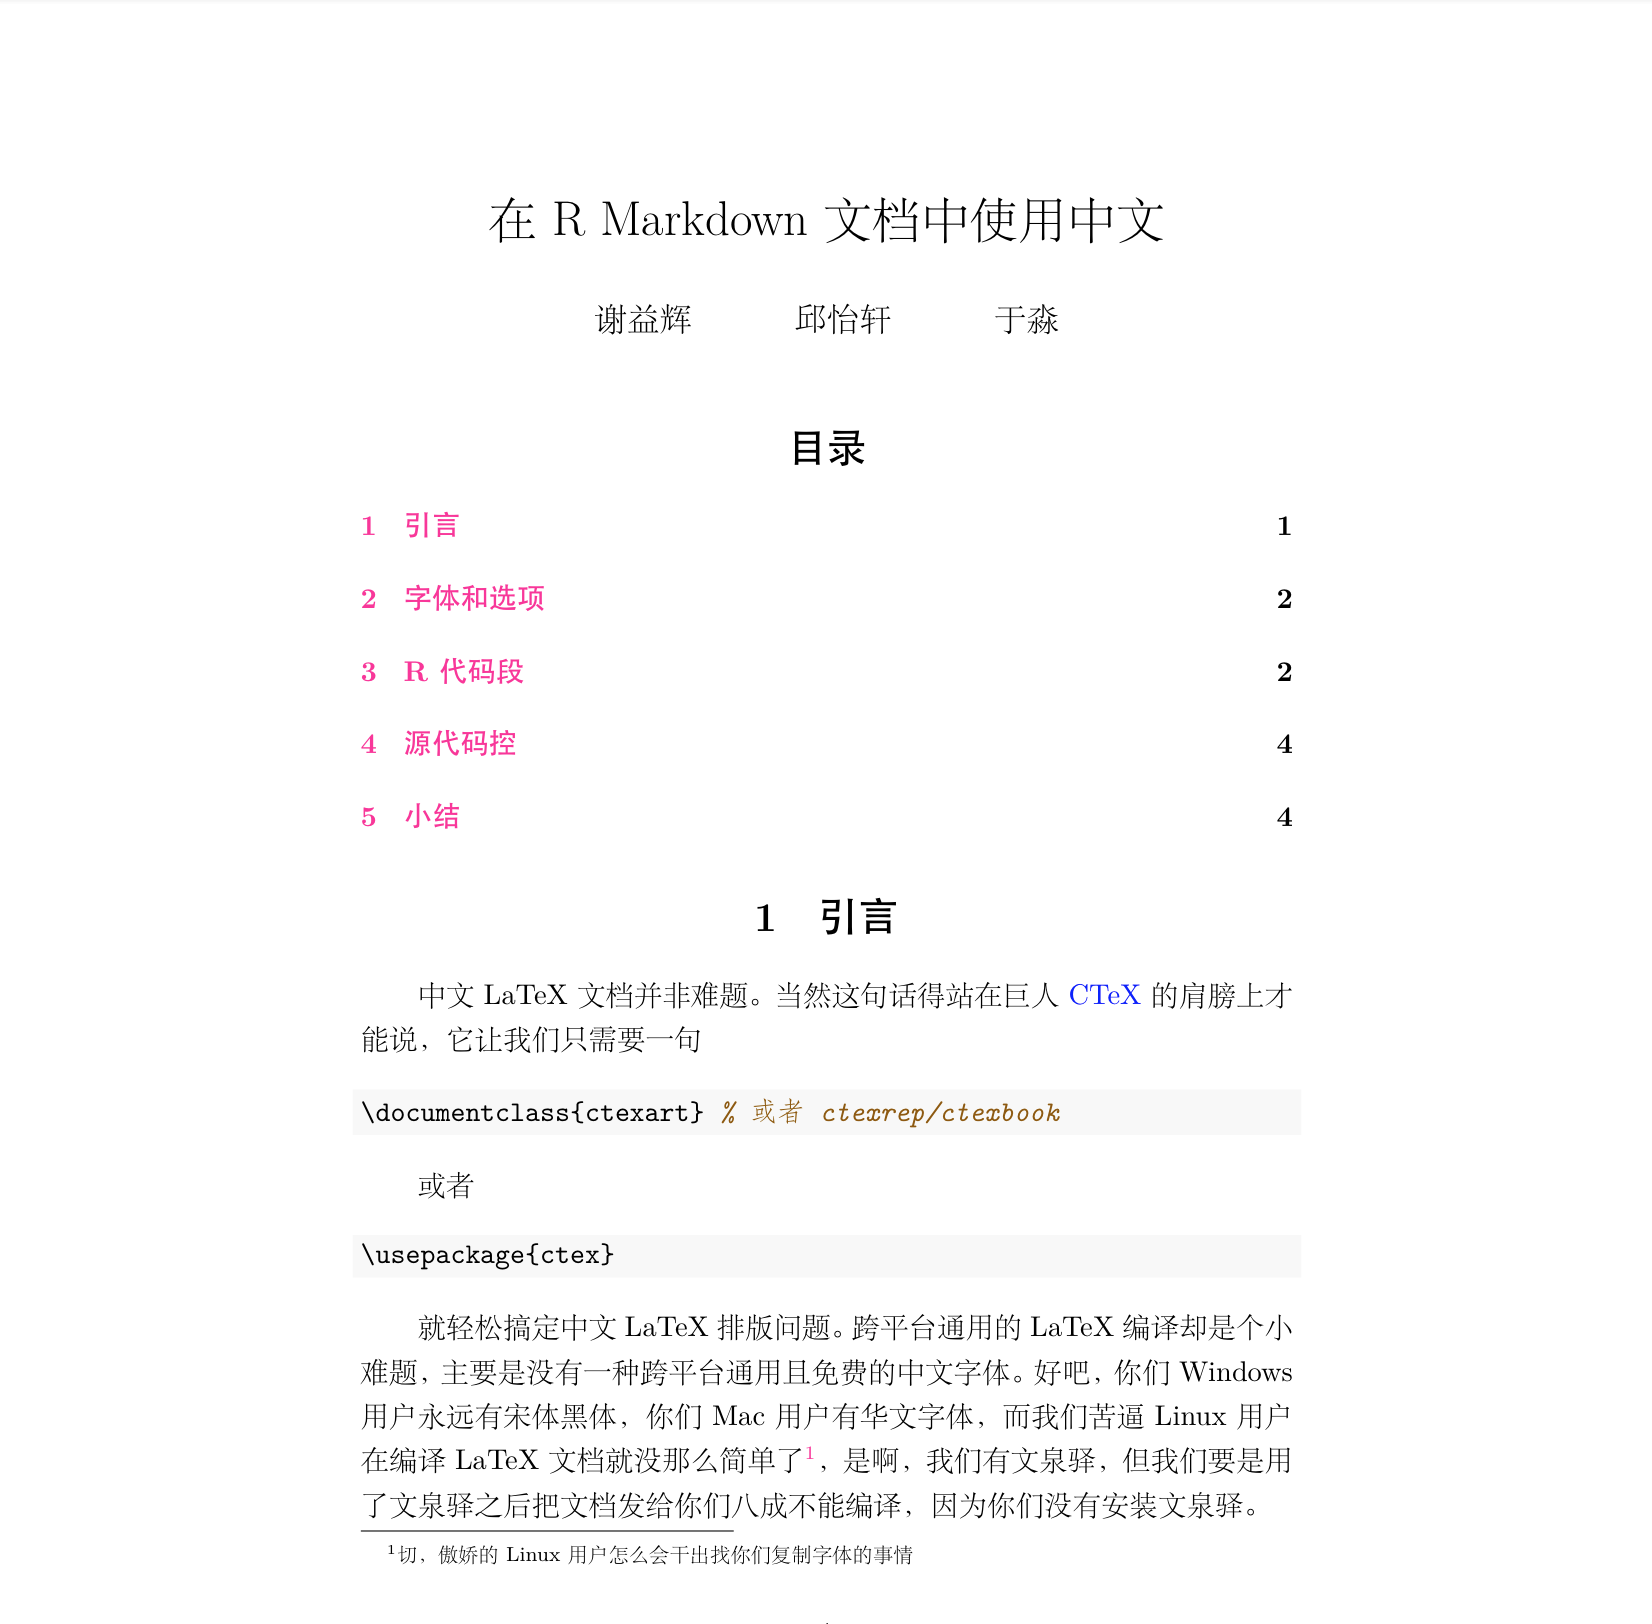 在 R Markdown 文档中使用中文
谢益辉 邱怡轩 于淼
目录
1 引言 1
2 字体和选项 2
3 R 代码段 2
4 源代码控 4
5 小结 4
1 引言
中文 LaTeX 文档并非难题。当然这句话得站在巨人 CTeX 的肩膀上才
能说，它让我们只需要一句
\documentclass{ctexart} % 或者 ctexrep/ctexbook
或者
\usepackage{ctex}
就轻松搞定中文 LaTeX 排版问题。跨平台通用的 LaTeX 编译却是个小
难题，主要是没有一种跨平台通用且免费的中文字体。好吧，你们 Windows
用户永远有宋体黑体，你们 Mac 用户有华文字体，而我们苦逼 Linux 用户
在编译 LaTeX 文档就没那么简单了1，是啊，我们有文泉驿，但我们要是用
了文泉驿之后把文档发给你们八成不能编译，因为你们没有安装文泉驿。
1切，傲娇的 Linux 用户怎么会干出找你们复制字体的事情